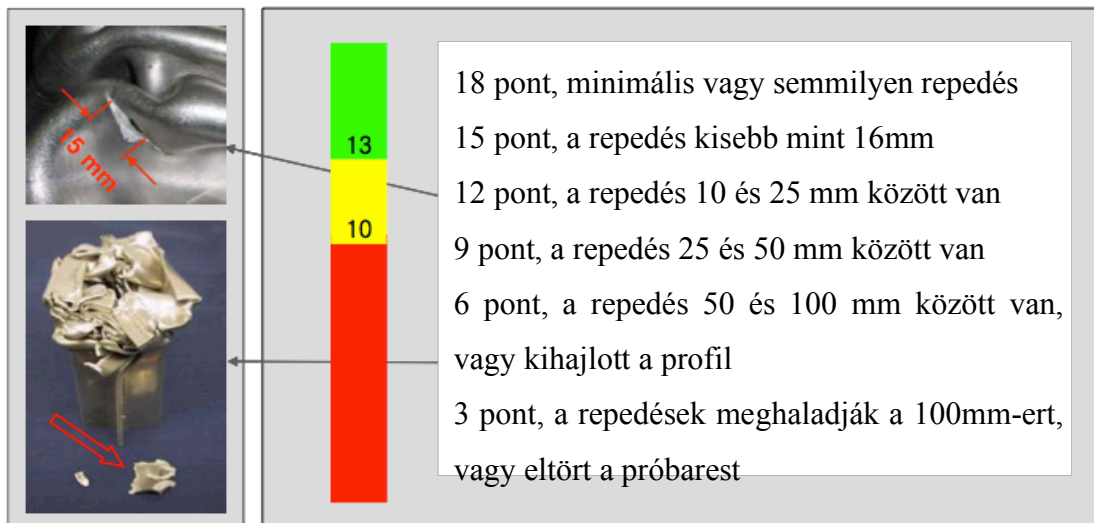 15 mm
13
10
18 pont, minimális vagy semmilyen repedés
15 pont, a repedés kisebb mint 16mm
12 pont, a repedés 10 és 25 mm között van
9 pont, a repedés 25 és 50 mm között van
6 pont, a repedés 50 és 100 mm között van,
vagy kihajlott a profil
3 pont, a repedések meghaladják a 100mm-ert,
vagy eltört a próbarest